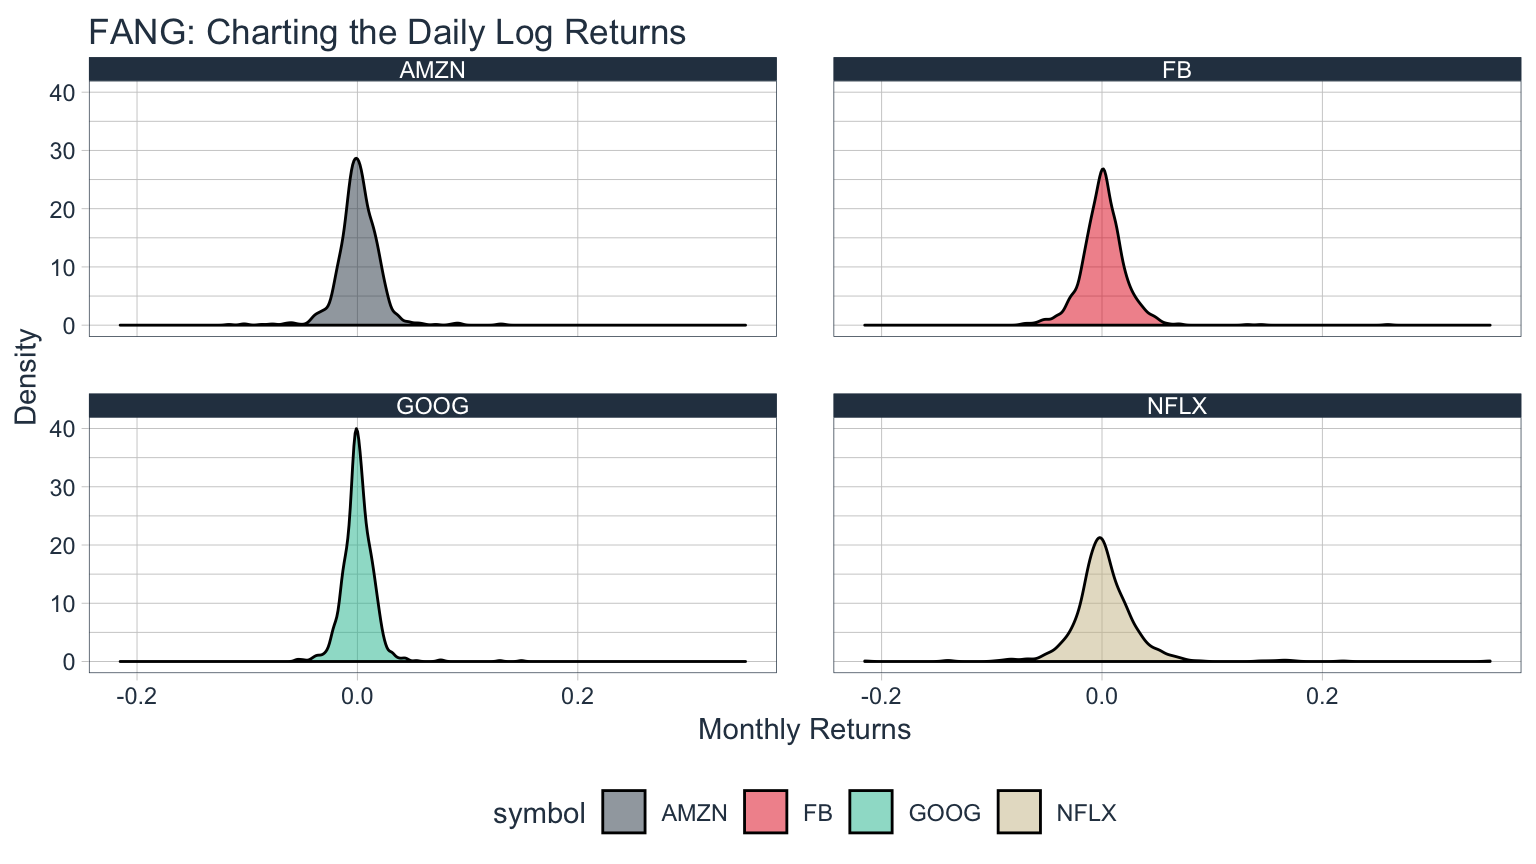 FANG: Charting the Daily Log Returns
AMZN
FB
40
30
20
10
0
GOOG
NFLX
40
30
20
10
0
Density
-0.2 0.0 0.2
-0.2 0.0 0.2
Monthly Returns
symbol AMZN FB GOOG NFLX